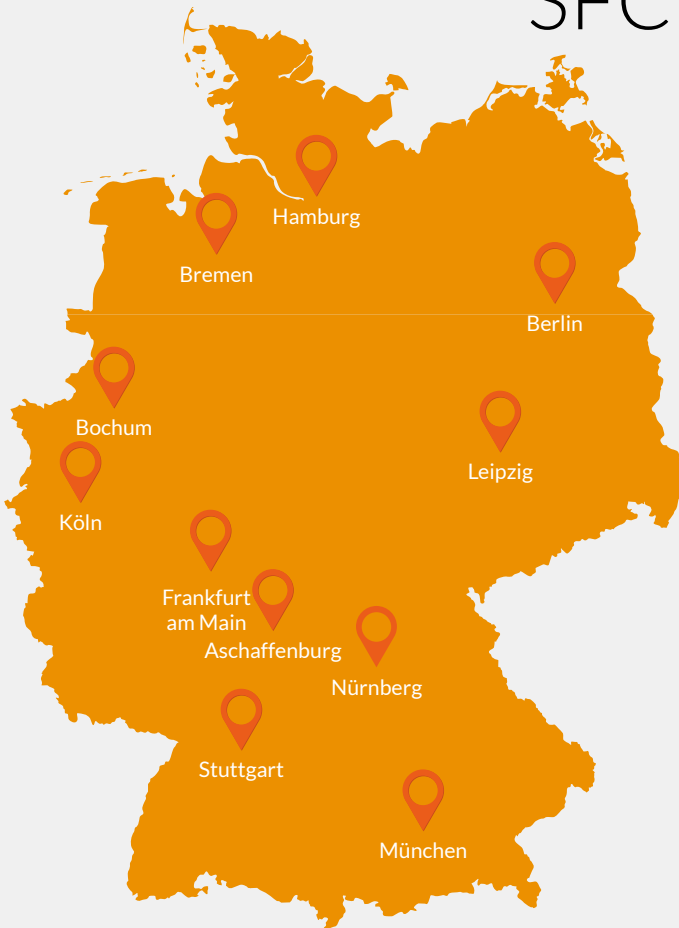 SFC
Hamburg
Bremen
Berlin
Bochum
Leipzig
Köln
Frankfurt
am Main
Aschaffenburg
Nürnberg
Stuttgart
München